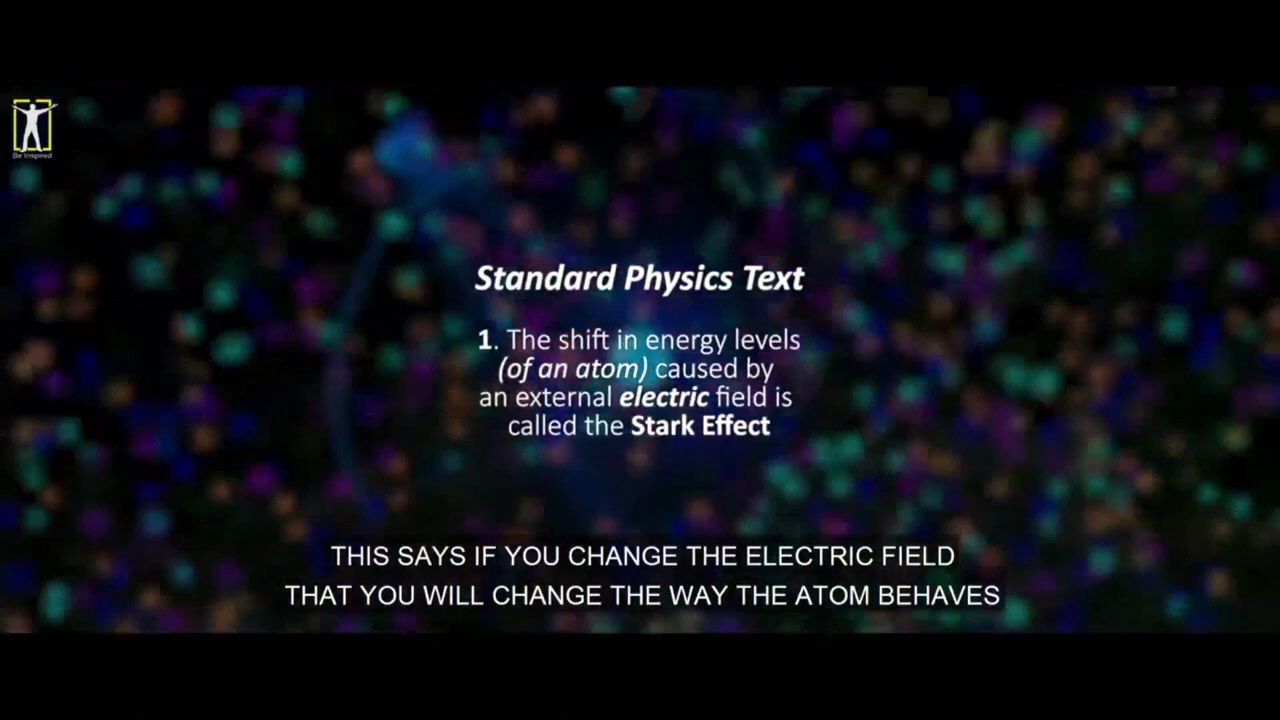 Be Inspired
Standard Physics Text
1. The shift in energy levels
(of an atom) caused by
an external electric field is
called the Stark Effect
THIS SAYS IF YOU CHANGE THE ELECTRIC FIELD
THAT YOU WILL CHANGE THE WAY THE ATOM BEHAVES